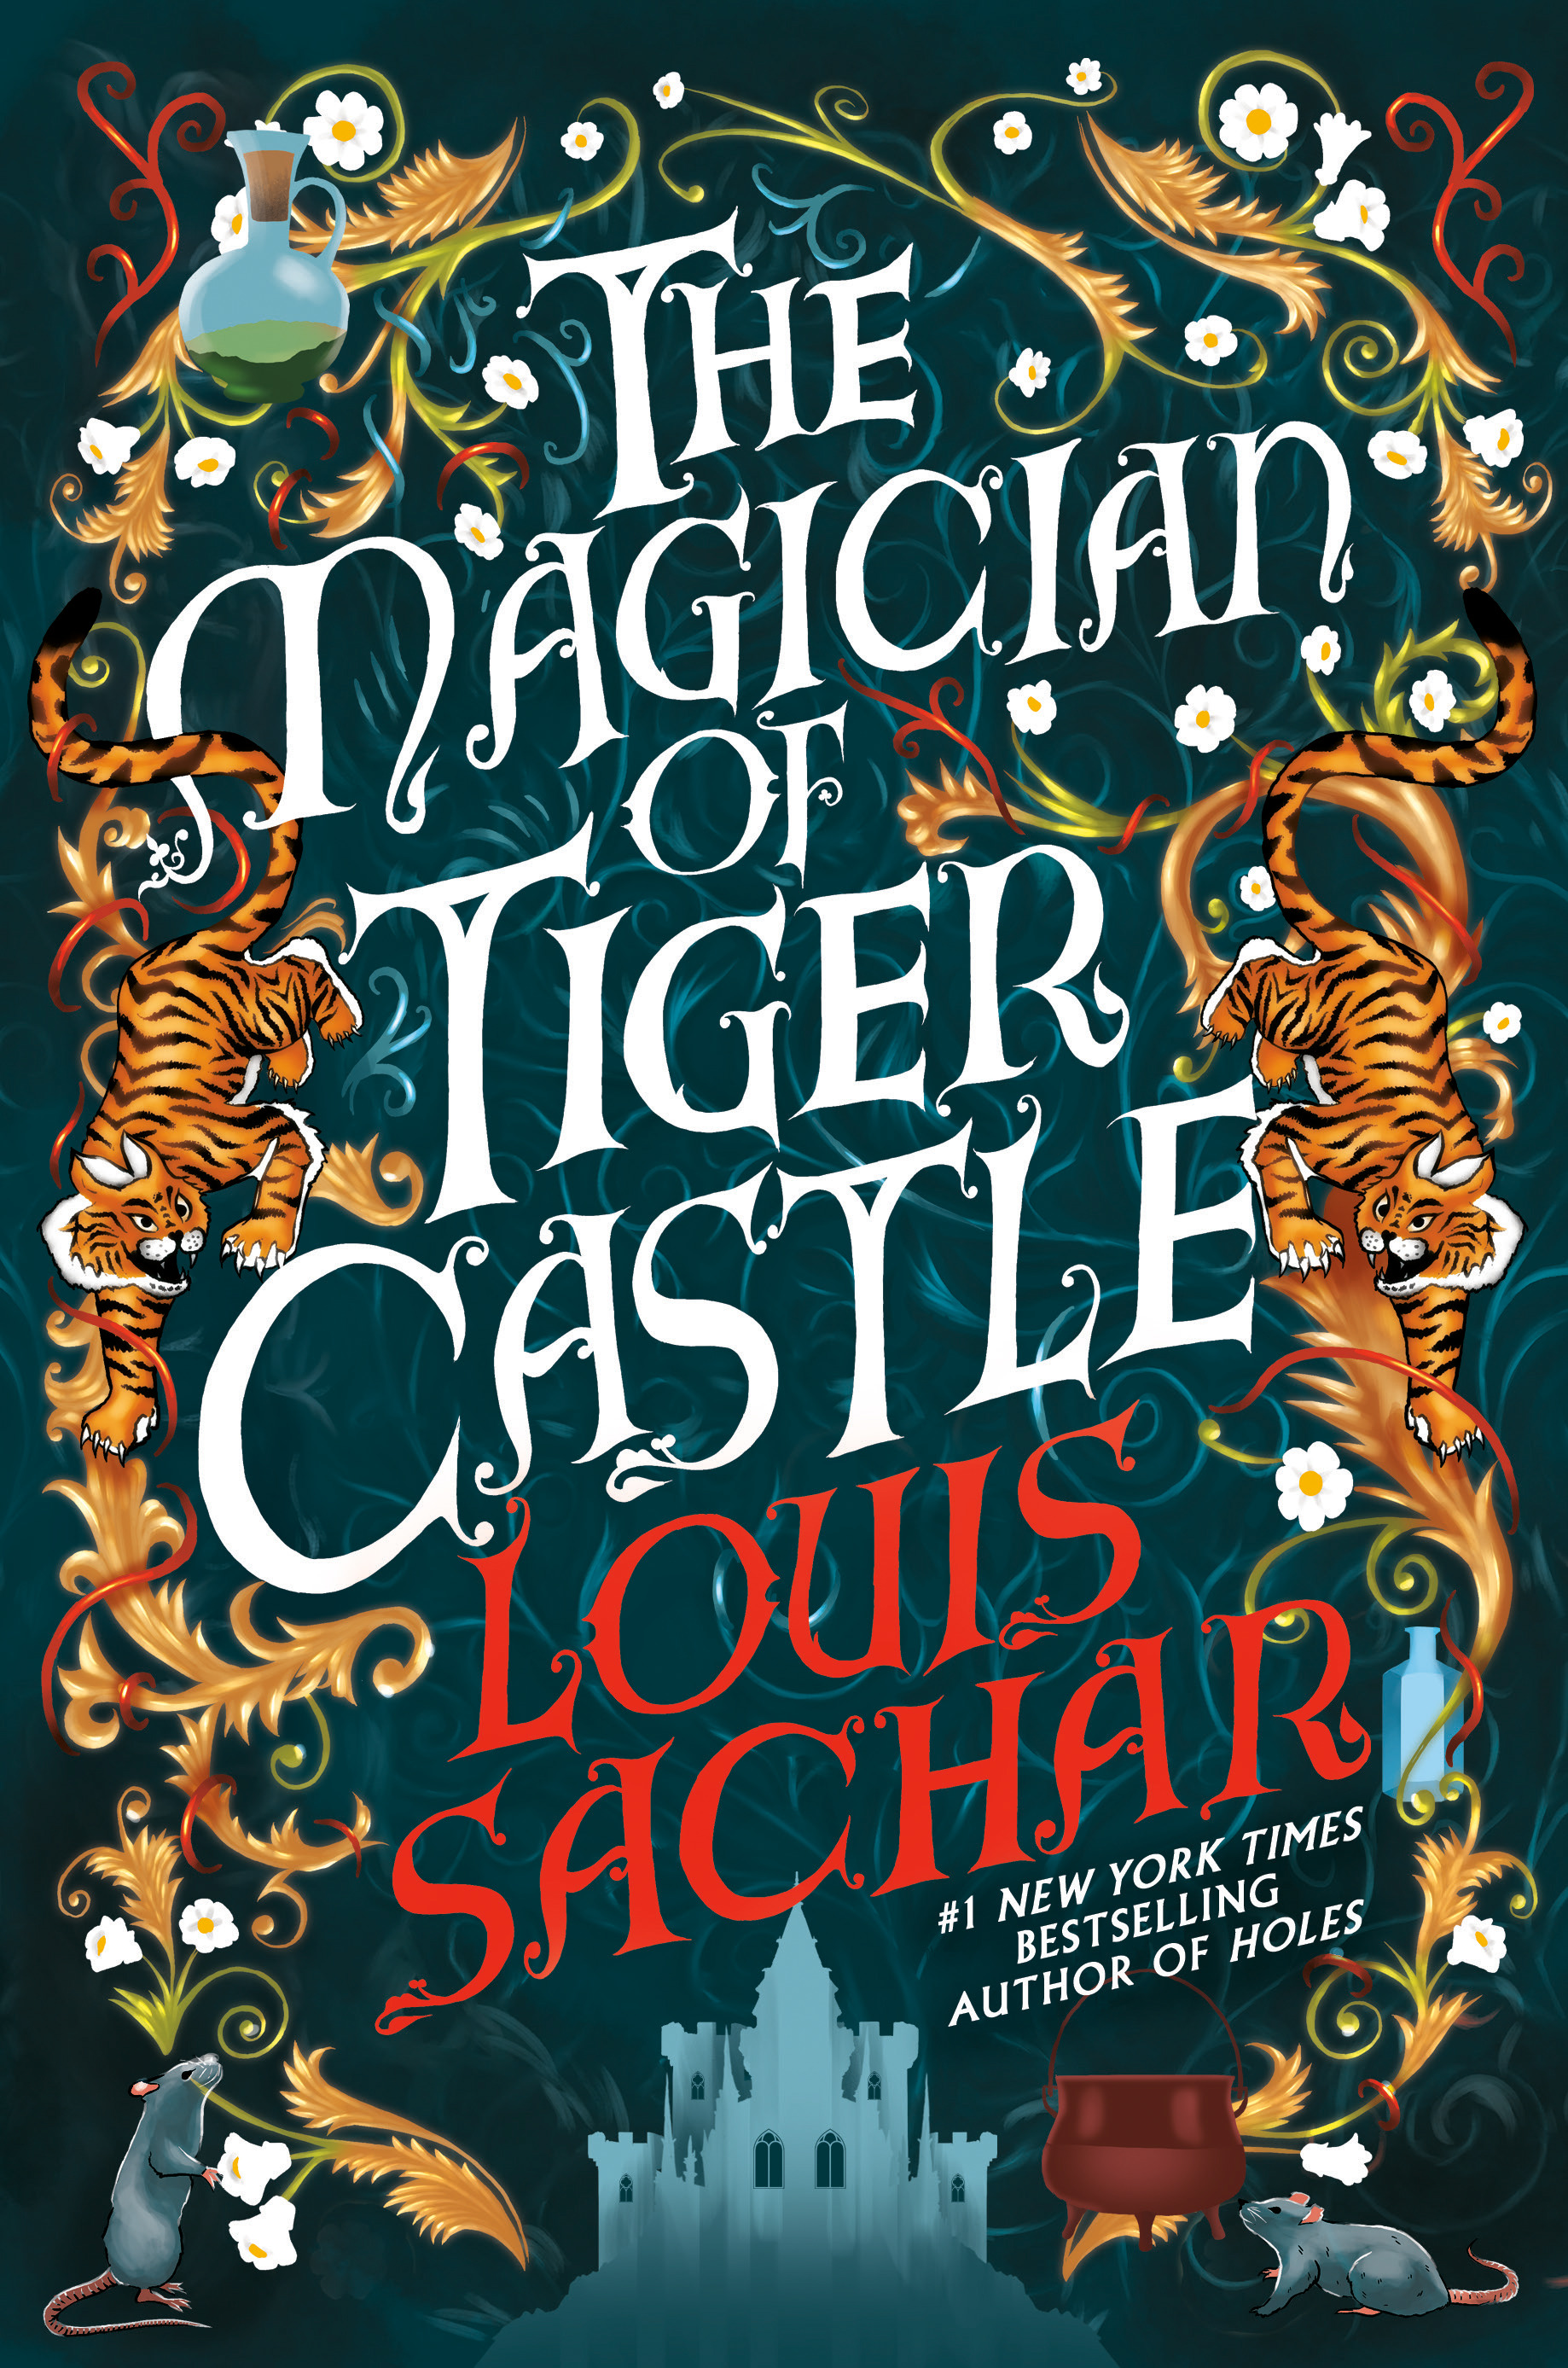 THE
MAGICIAN
OF
TIGER
CASTLE
LOUIS
SACHAR
#1 NEW YORK TIMES
BESTSELLING
AUTHOR OF HOLES